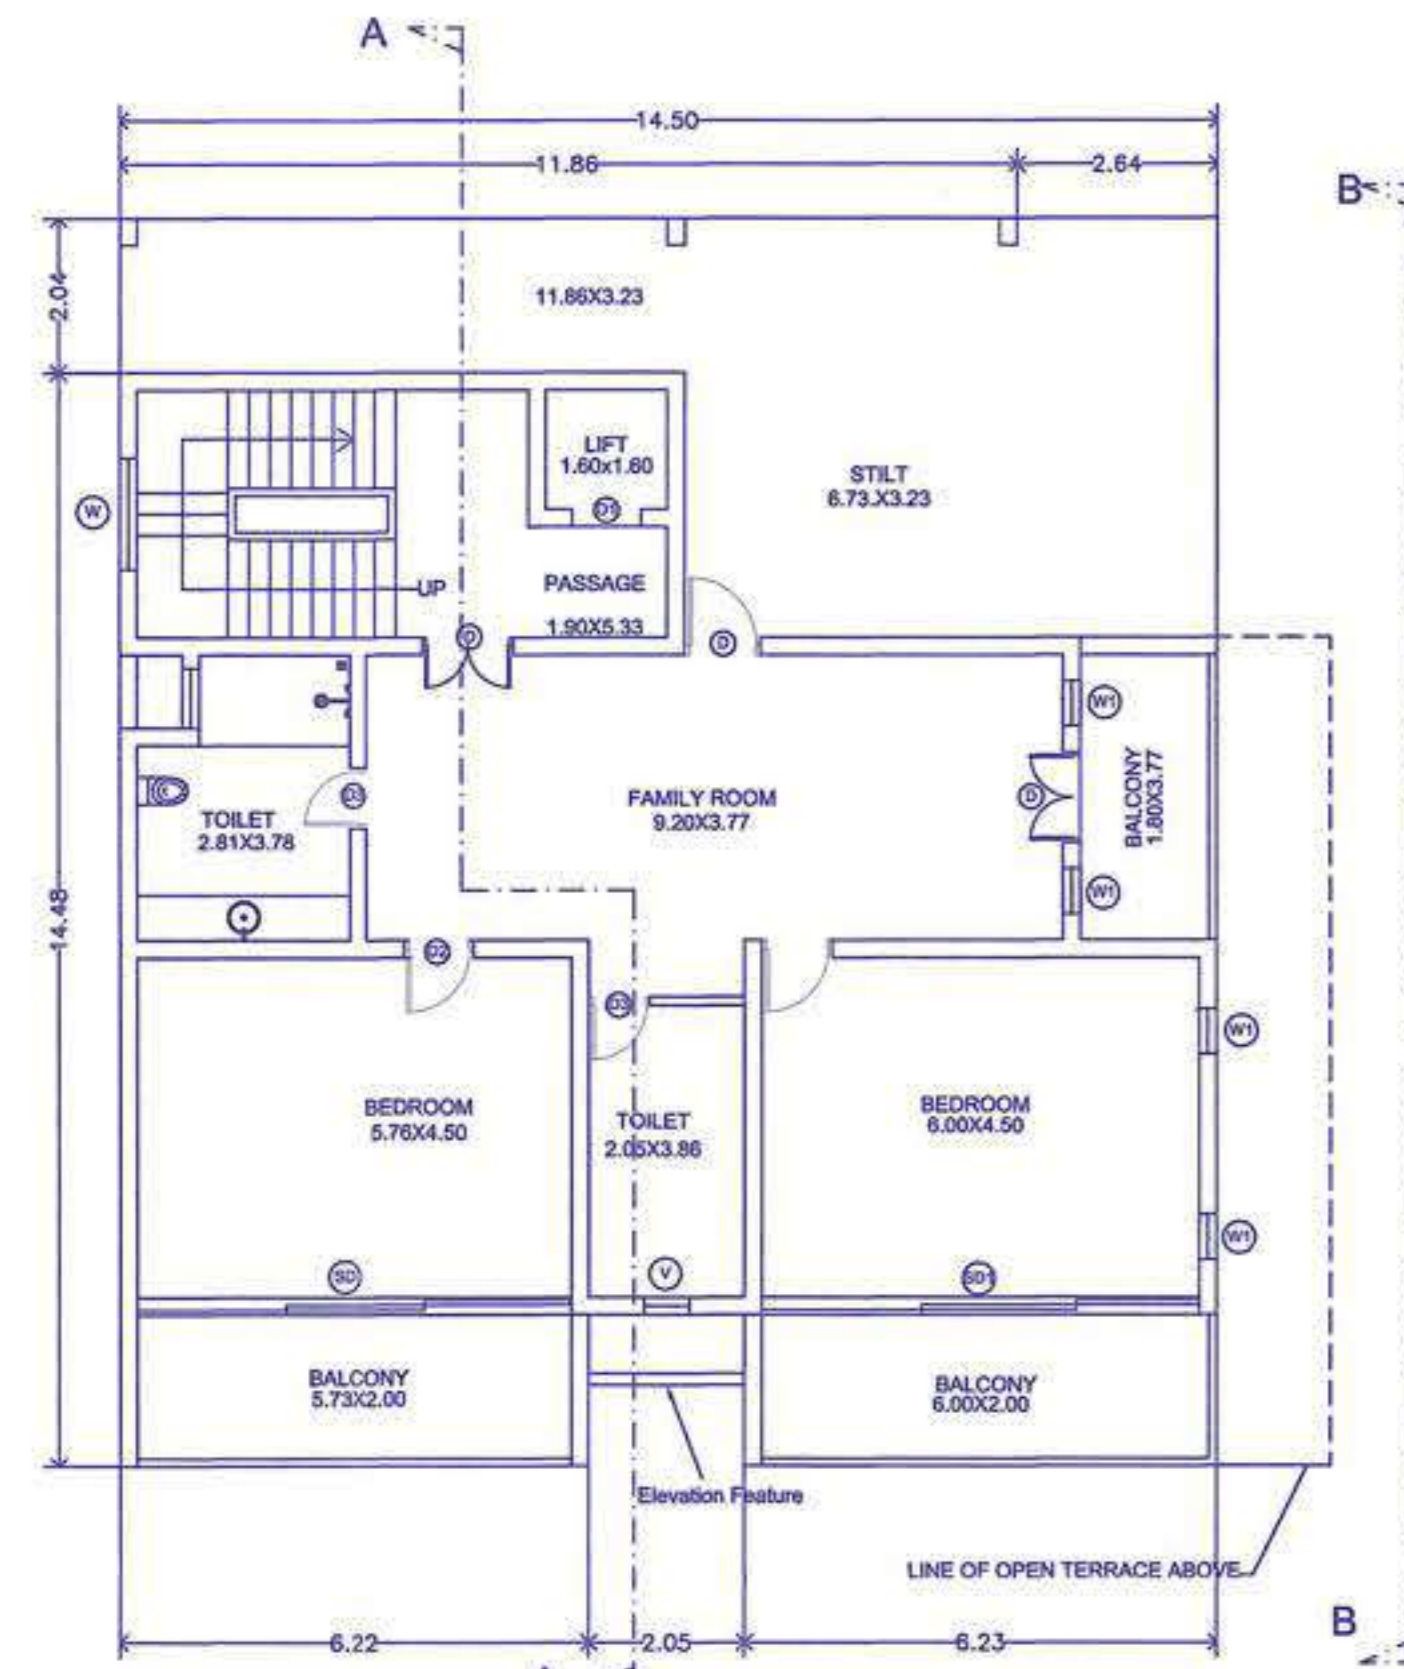 A
14.50
11.86
2.64
B
2.04
11.86X3.23
LIFT
1.60x1.60
STILT
6.73.X3.23
W
D1
UP
PASSAGE
1.90X5.33
D
D
W1
BALCONY
1.80X3.77
FAMILY ROOM
9.20X3.77
D3
D
TOILET
2.81X3.78
W1
14.48
D2
D3
W1
BEDROOM
5.76X4.50
BEDROOM
6.00X4.50
TOILET
2.05X3.86
W1
SD
V
SD1
BALCONY
5.73X2.00
BALCONY
6.00X2.00
Elevation Feature
LINE OF OPEN TERRACE ABOVE
B
6.22
2.05
6.23